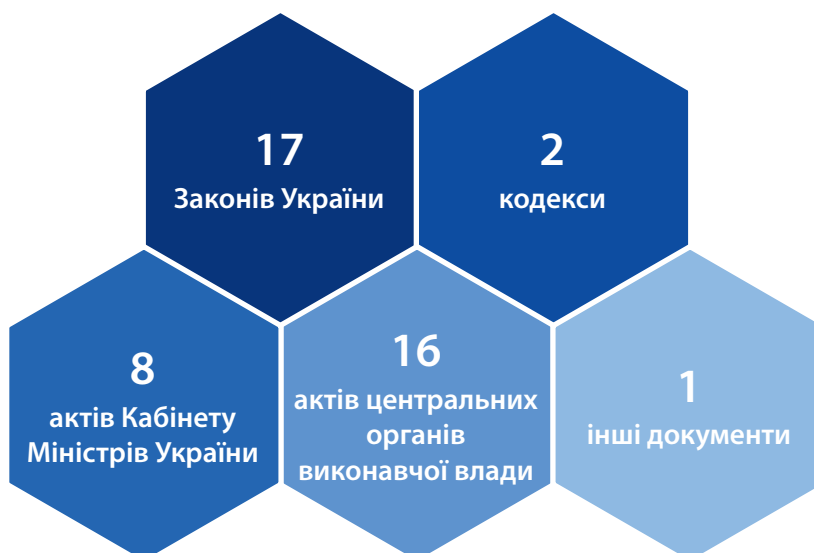 17
Законів України
2
кодекси
8
актів Кабінету
Міністрів України
16
актів центральних
органів
виконавчої влади
1
інші документи